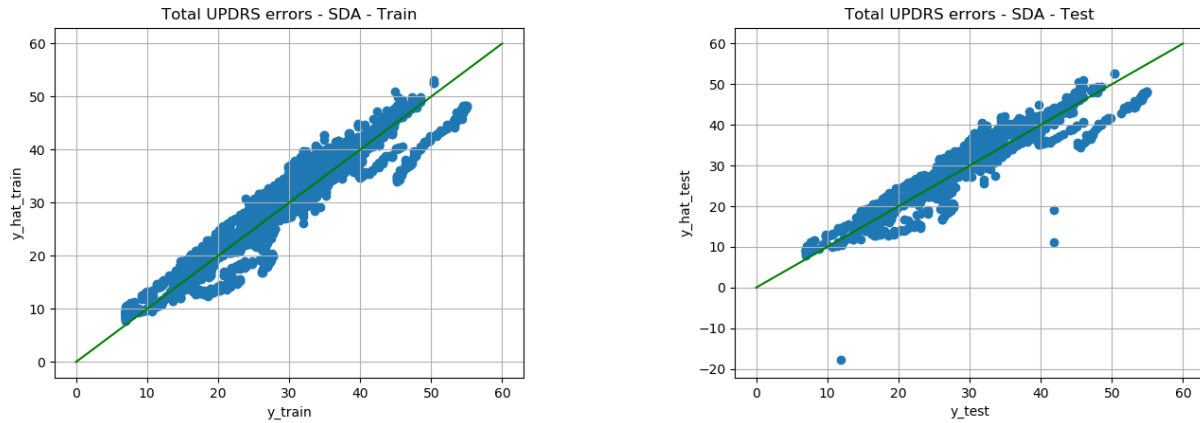 Total UPDRS errors - SDA - Train
60
50
40
30
20
10
0
y_hat_train
0 10 20 30 40 50 60
y_train
Total UPDRS errors - SDA - Test
60
50
40
30
20
10
0
−10
−20
y_hat_test
0 10 20 30 40 50 60
y_test